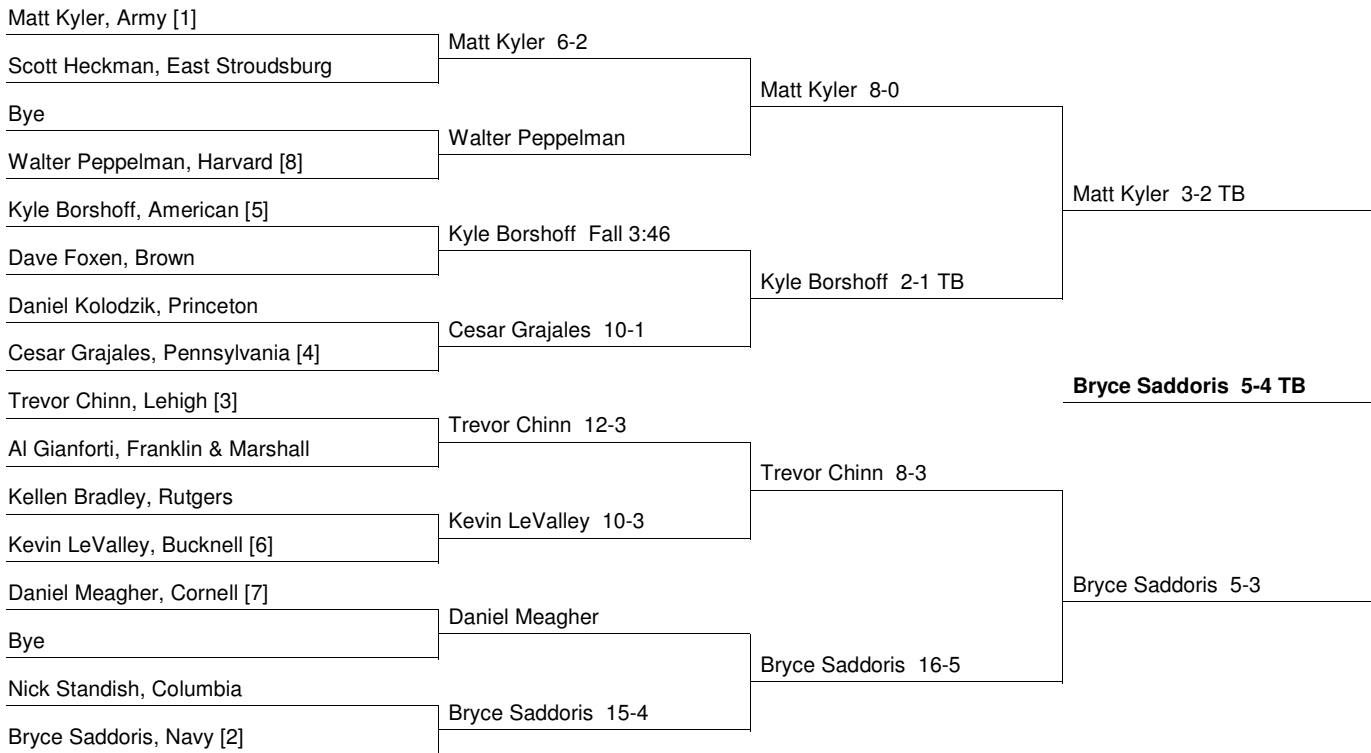 Matt Kyler, Army [1]
Scott Heckman, East Stroudsburg
Bye
Walter Peppelman, Harvard [8]
Kyle Borshoff, American [5]
Dave Foxen, Brown
Daniel Kolodzik, Princeton
Cesar Grajales, Pennsylvania [4]
Trevor Chinn, Lehigh [3]
Al Gianforti, Franklin & Marshall
Kellen Bradley, Rutgers
Kevin LeValley, Bucknell [6]
Daniel Meagher, Cornell [7]
Bye
Nick Standish, Columbia
Bryce Saddoris, Navy [2]
Matt Kyler 6-2
Walter Peppelman
Kyle Borshoff Fall 3:46
Cesar Grajales 10-1
Trevor Chinn 12-3
Kevin LeValley 10-3
Daniel Meagher
Bryce Saddoris 15-4
Matt Kyler 8-0
Kyle Borshoff 2-1 TB
Trevor Chinn 8-3
Bryce Saddoris 16-5
Matt Kyler 3-2 TB
Bryce Saddoris 5-3
Bryce Saddoris 5-4 TB